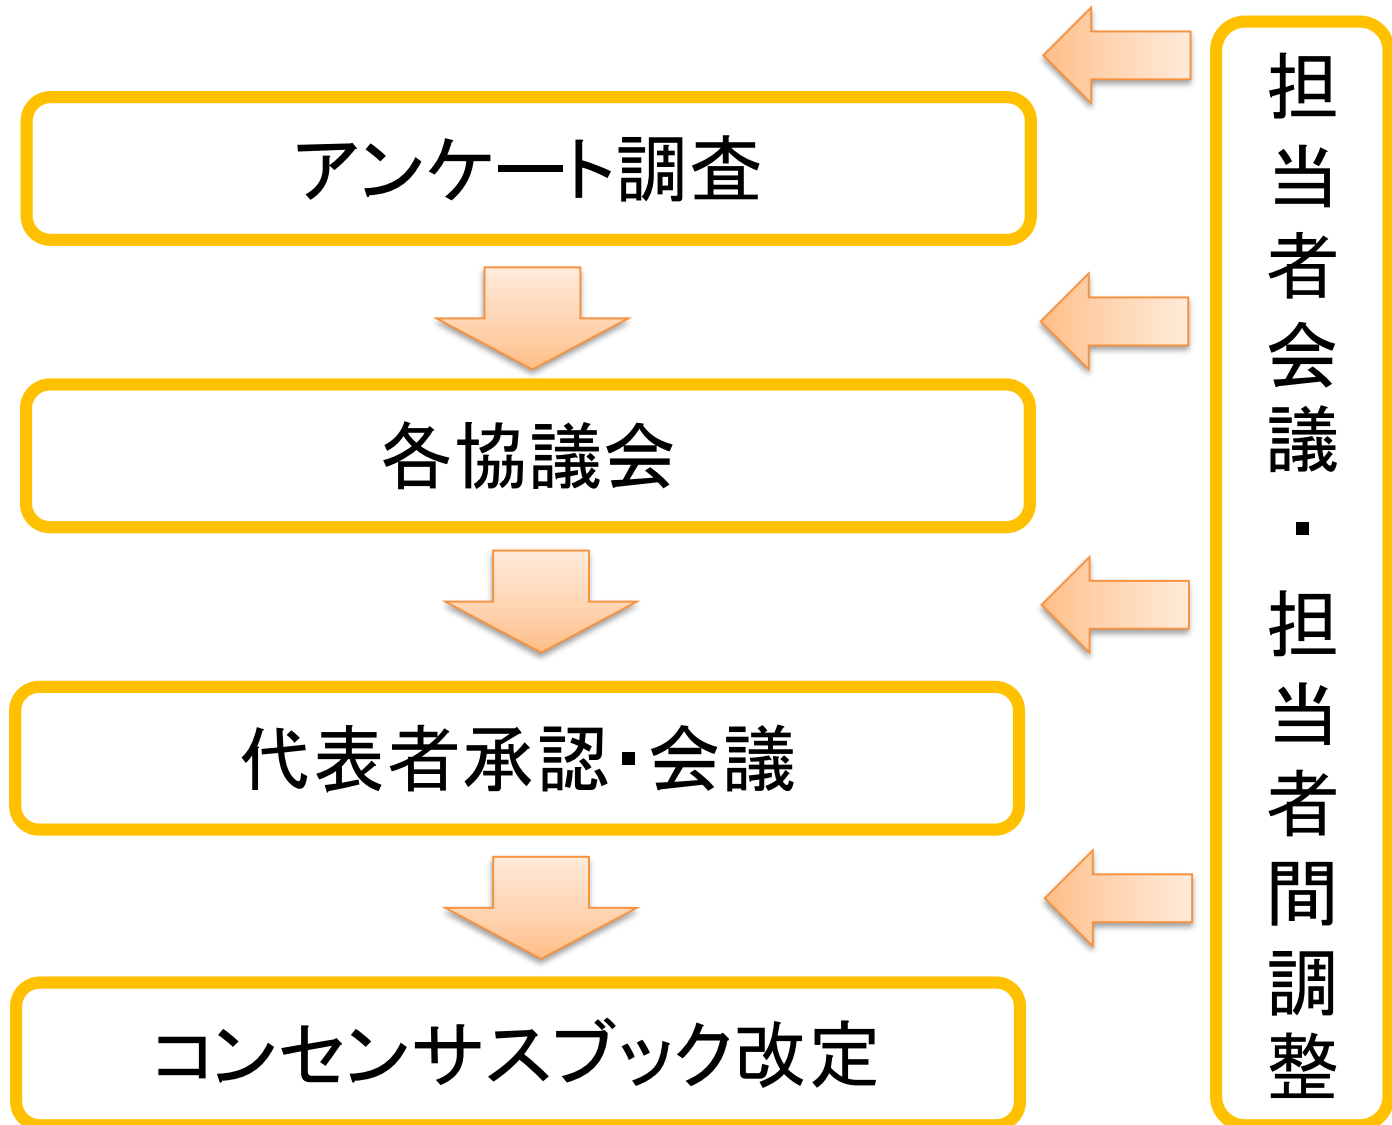 アンケート調査
各協議会
代表者承認・会議
コンセンサスブック改定
担当者会議・担当者間調整